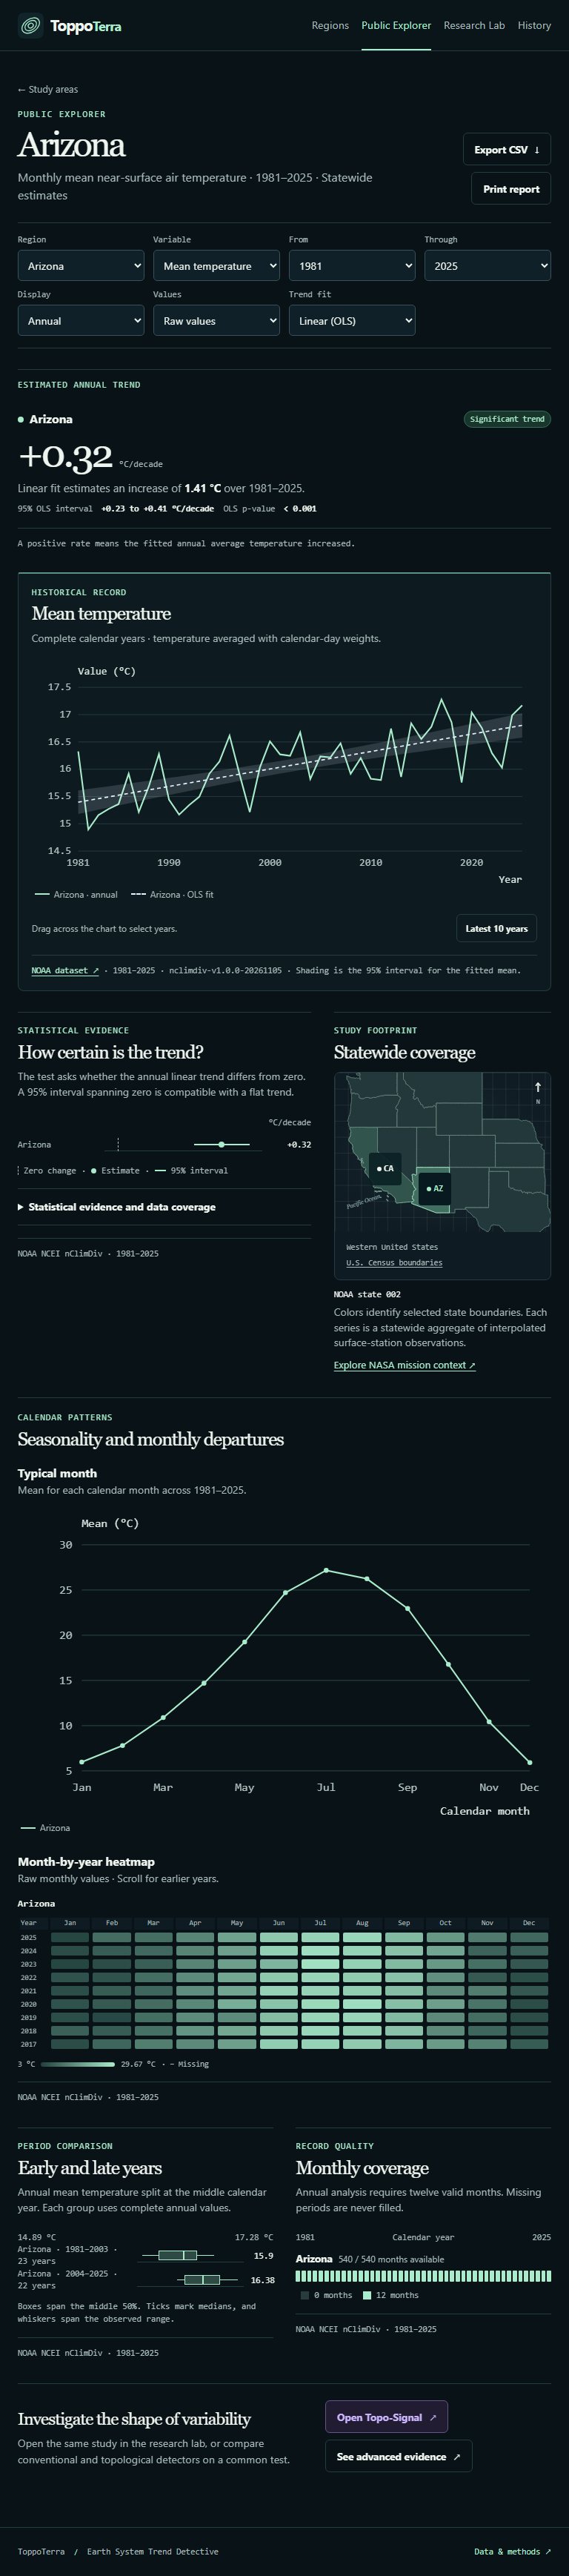 ToppoTerra
Regions Public Explorer Research Lab History
← Study areas
PUBLIC EXPLORER
Arizona
Monthly mean near-surface air temperature · 1981–2025 · Statewide
estimates
Export CSV ↓
Print report
Region Variable From Through
Arizona Mean temperature 1981 2025
Display Values Trend fit
Annual Raw values Linear (OLS)
ESTIMATED ANNUAL TREND
Arizona
Significant trend
+0.32 °C/decade
Linear fit estimates an increase of 1.41 °C over 1981–2025.
95% OLS interval +0.23 to +0.41 °C/decade OLS p-value < 0.001
A positive rate means the fitted annual average temperature increased.
HISTORICAL RECORD
Mean temperature
Complete calendar years · temperature averaged with calendar-day weights.
Value (°C)
17.5
17
16.5
16
15.5
15
14.5
1981 1990 2000 2010 2020
Year
Arizona · annual Arizona · OLS fit
Drag across the chart to select years.
Latest 10 years
NOAA dataset ↗ · 1981–2025 · nclimdiv-v1.0.0-20261105 · Shading is the 95% interval for the fitted mean.
STATISTICAL EVIDENCE
How certain is the trend?
The test asks whether the annual linear trend differs from zero.
A 95% interval spanning zero is compatible with a flat trend.
°C/decade
Arizona +0.32
Zero change · Estimate · 95% interval
▶ Statistical evidence and data coverage
NOAA NCEI nClimDiv · 1981–2025
STUDY FOOTPRINT
Statewide coverage
↑
N
CA
AZ
Pacific Ocean
Western United States
U.S. Census boundaries
NOAA state 002
Colors identify selected state boundaries. Each
series is a statewide aggregate of interpolated
surface-station observations.
Explore NASA mission context ↗
CALENDAR PATTERNS
Seasonality and monthly departures
Typical month
Mean for each calendar month across 1981–2025.
Mean (°C)
30
25
20
15
10
5
Jan Mar May Jul Sep Nov Dec
Calendar month
Arizona
Month-by-year heatmap
Raw monthly values · Scroll for earlier years.
Arizona
Year Jan Feb Mar Apr May Jun Jul Aug Sep Oct Nov Dec
2025
2024
2023
2022
2021
2020
2019
2018
2017
3 °C 29.67 °C · – Missing
NOAA NCEI nClimDiv · 1981–2025
PERIOD COMPARISON
Early and late years
Annual mean temperature split at the middle calendar
year. Each group uses complete annual values.
14.89 °C 17.28 °C
Arizona · 1981–2003 ·
23 years
15.9
Arizona · 2004–2025 ·
22 years
16.38
Boxes span the middle 50%. Ticks mark medians, and
whiskers span the observed range.
NOAA NCEI nClimDiv · 1981–2025
RECORD QUALITY
Monthly coverage
Annual analysis requires twelve valid months. Missing
periods are never filled.
1981 Calendar year 2025
Arizona 540 / 540 months available
0 months 12 months
NOAA NCEI nClimDiv · 1981–2025
Investigate the shape of variability
Open the same study in the research lab, or compare
conventional and topological detectors on a common test.
Open Topo-Signal ↗
See advanced evidence ↗
ToppoTerra / Earth System Trend Detective
Data & methods ↗